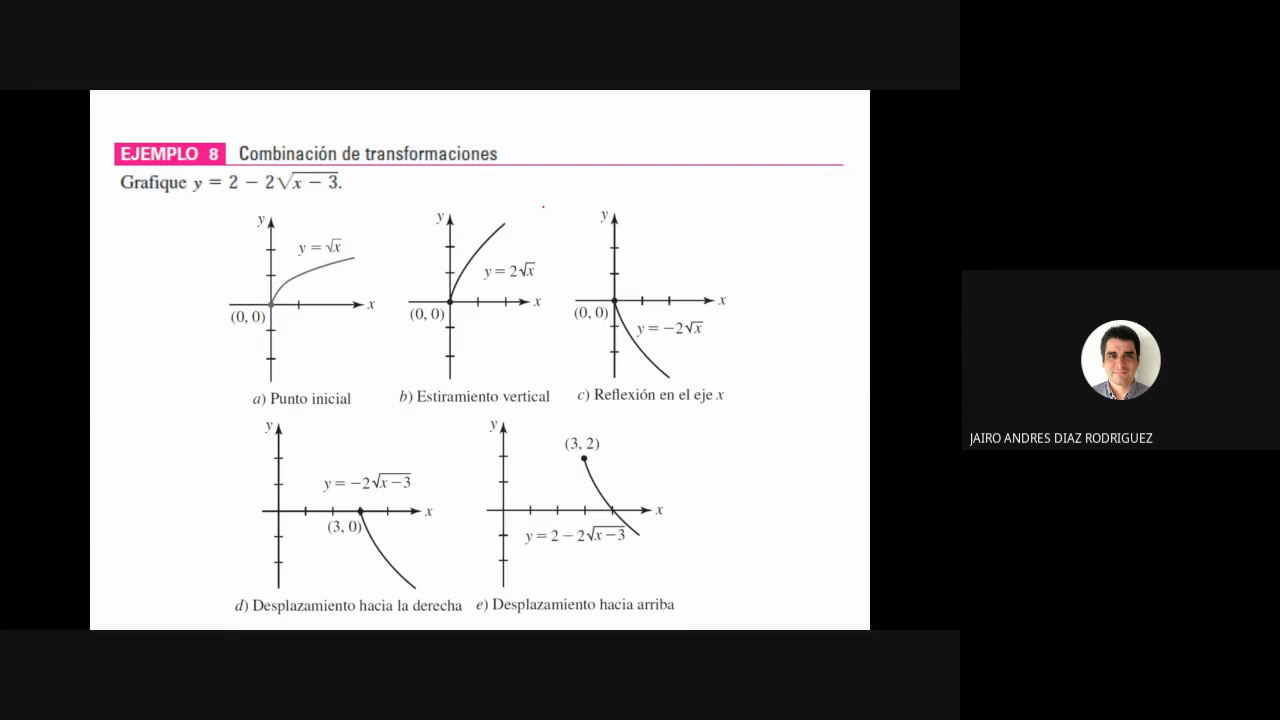 EJEMPLO 8 Combinación de transformaciones
Grafique y = 2 − 2√x − 3.
y
y = √x
x
(0, 0)
a) Punto inicial
y
y = 2√x
x
(0, 0)
b) Estiramiento vertical
y
x
(0, 0)
y = −2√x
c) Reflexión en el eje x
y
y = −2√x−3
x
(3, 0)
d) Desplazamiento hacia la derecha
y
(3, 2)
x
y = 2 − 2√x−3
e) Desplazamiento hacia arriba
JAIRO ANDRES DIAZ RODRIGUEZ